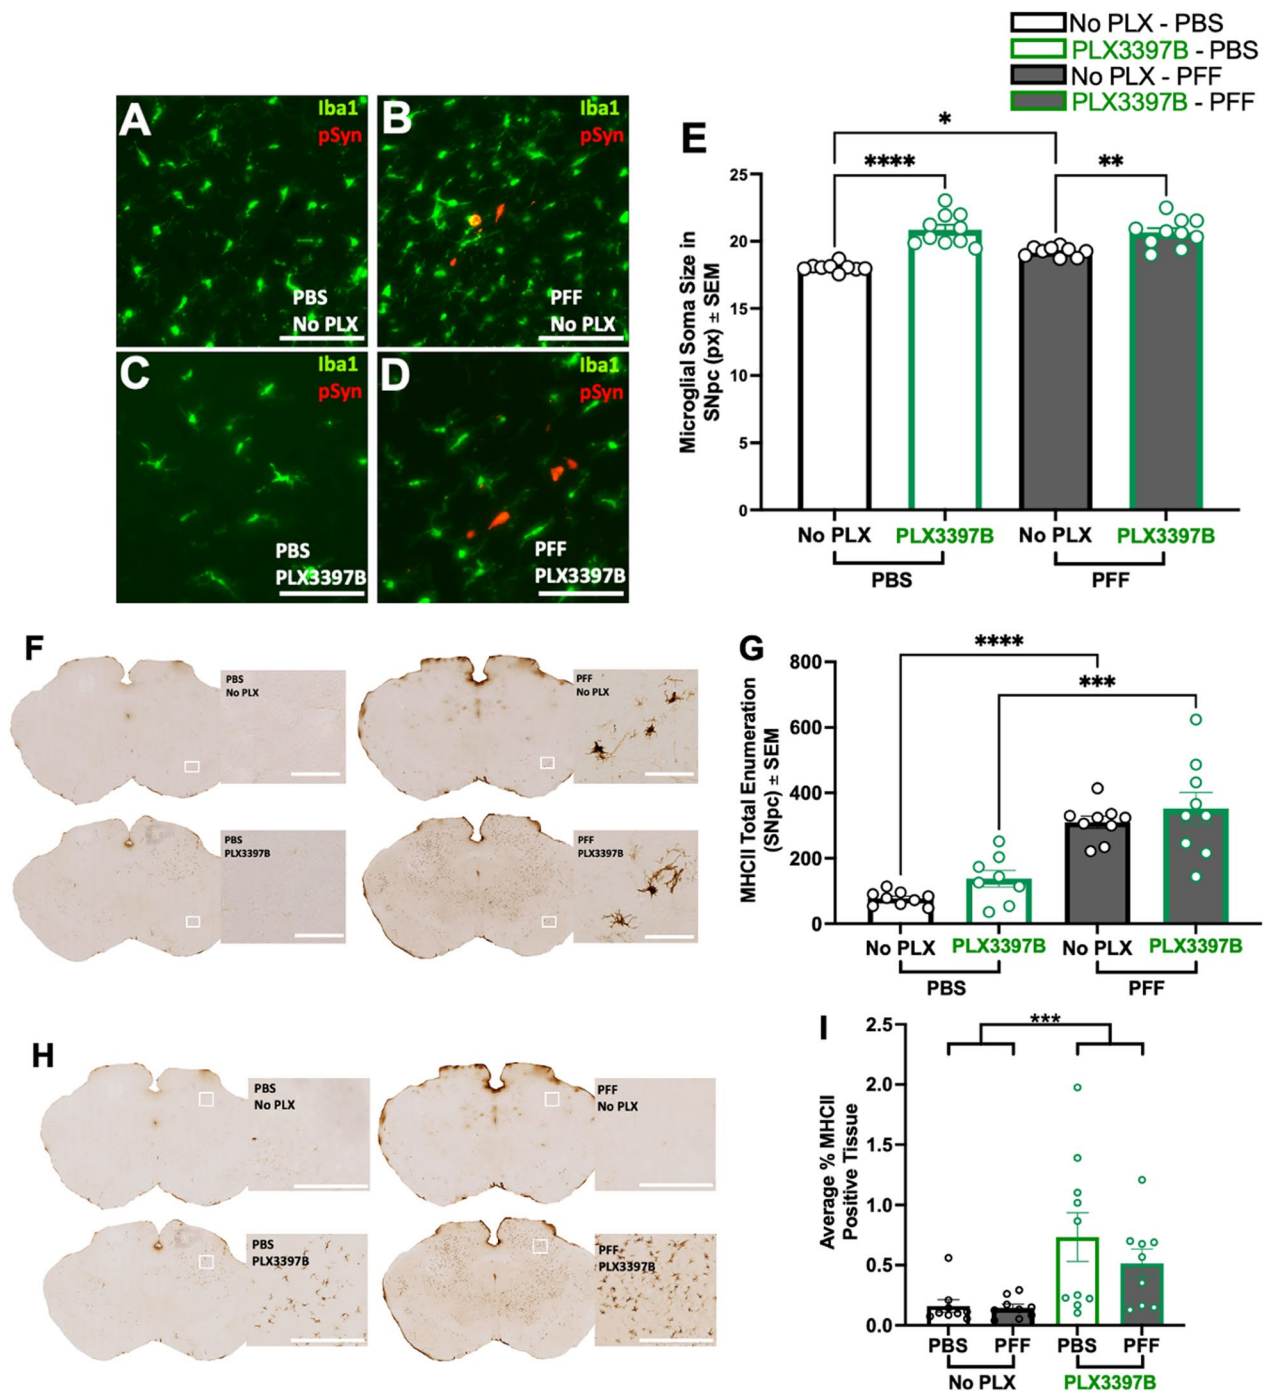 No PLX - PBS
PLX3397B - PBS
No PLX - PFF
PLX3397B - PFF
A
Iba1
pSyn
PBS
No PLX
B
Iba1
pSyn
PFF
No PLX
C
Iba1
pSyn
PBS
PLX3397B
D
Iba1
pSyn
PFF
PLX3397B
E
*
****
**
Microglial Soma Size in
SNpc (px) ± SEM
25
20
15
10
5
0
No PLX
PLX3397B
No PLX
PLX3397B
PBS
PFF
F
PBS
No PLX
PFF
No PLX
PBS
PLX3397B
PFF
PLX3397B
G
****
***
MHCII Total Enumeration
(SNpc) ± SEM
800
600
400
200
0
No PLX
PLX3397B
No PLX
PLX3397B
PBS
PFF
H
PBS
No PLX
PFF
No PLX
PBS
PLX3397B
PFF
PLX3397B
I
***
Average % MHCII
Positive Tissue
2.5
2.0
1.5
1.0
0.5
0.0
PBS
PFF
PBS
PFF
No PLX
PLX3397B